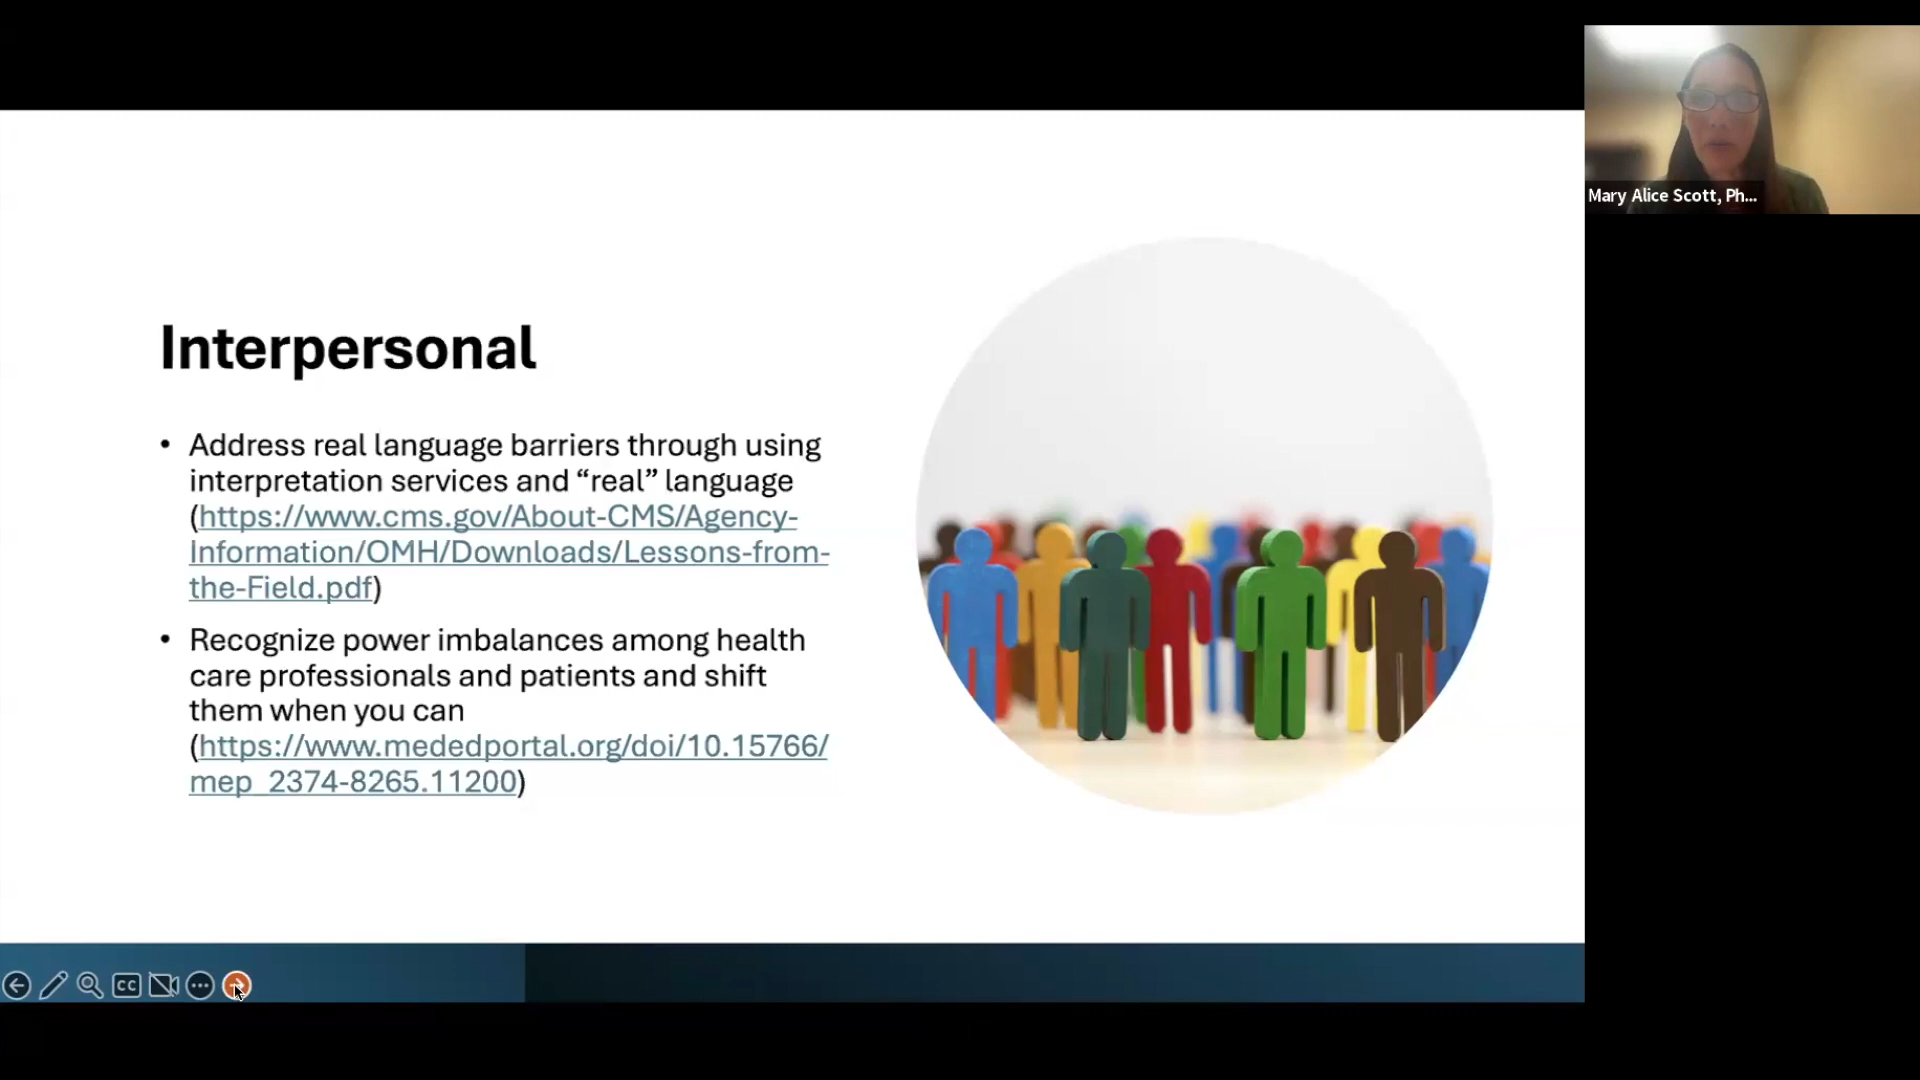 Mary Alice Scott, Ph...
Interpersonal
• Address real language barriers through using
interpretation services and “real” language
(https://www.cms.gov/About-CMS/Agency-
Information/OMH/Downloads/Lessons-from-
the-Field.pdf)
• Recognize power imbalances among health
care professionals and patients and shift
them when you can
(https://www.mededportal.org/doi/10.15766/
mep_2374-8265.11200)
CC